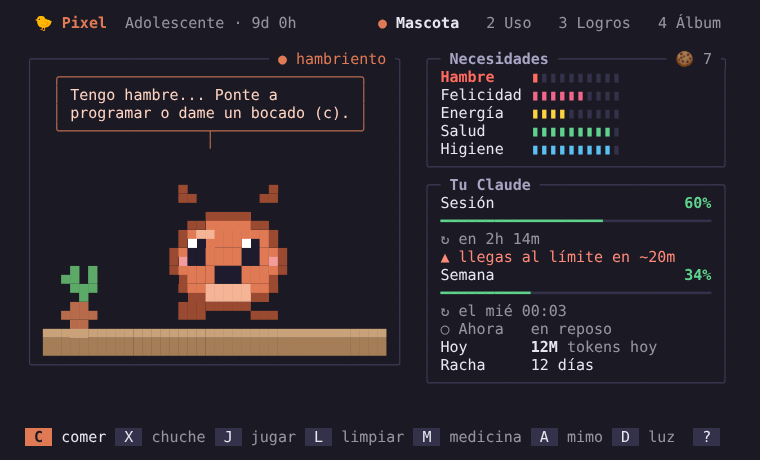 Pixel Adolescente · 9d 0h ● Mascota 2 Uso 3 Logros 4 Álbum
● hambriento
Tengo hambre... Ponte a
programar o dame un bocado (c).
Necesidades 7
Hambre
Felicidad
Energía
Salud
Higiene
Tu Claude
Sesión 60%
↻ en 2h 14m
▲ llegas al límite en ~20m
Semana 34%
↻ el mié 00:03
○ Ahora en reposo
Hoy 12M tokens hoy
Racha 12 días
C comer X chuche J jugar L limpiar M medicina A mimo D luz ?